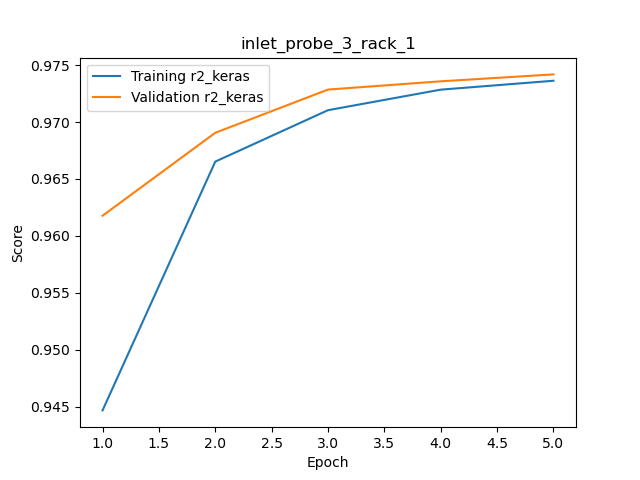 inlet_probe_3_rack_1
Training r2_keras
Validation r2_keras
Score
0.975
0.970
0.965
0.960
0.955
0.950
0.945
1.0 1.5 2.0 2.5 3.0 3.5 4.0 4.5 5.0
Epoch